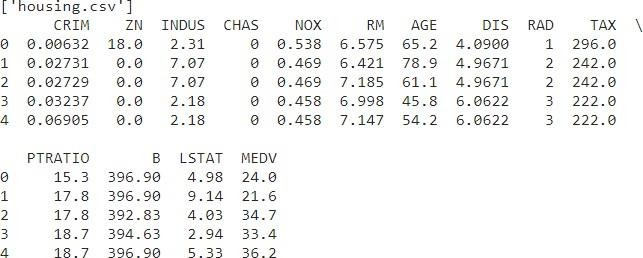 ['housing.csv']
      CRIM    ZN  INDUS  CHAS    NOX     RM   AGE     DIS  RAD    TAX  \
0  0.00632  18.0   2.31     0  0.538  6.575  65.2  4.0900    1  296.0
1  0.02731   0.0   7.07     0  0.469  6.421  78.9  4.9671    2  242.0
2  0.02729   0.0   7.07     0  0.469  7.185  61.1  4.9671    2  242.0
3  0.03237   0.0   2.18     0  0.458  6.998  45.8  6.0622    3  222.0
4  0.06905   0.0   2.18     0  0.458  7.147  54.2  6.0622    3  222.0
   PTRATIO       B  LSTAT  MEDV
0     15.3  396.90   4.98  24.0
1     17.8  396.90   9.14  21.6
2     17.8  392.83   4.03  34.7
3     18.7  394.63   2.94  33.4
4     18.7  396.90   5.33  36.2